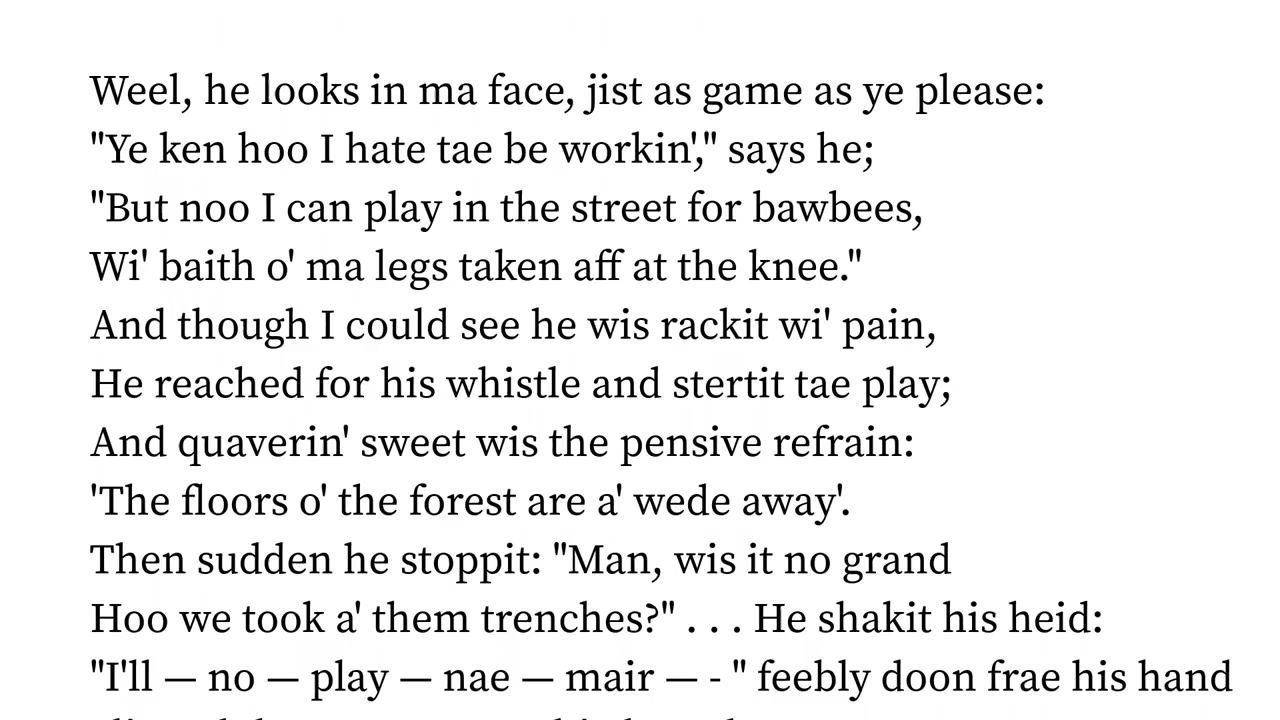 Weel, he looks in ma face, jist as game as ye please:
"Ye ken hoo I hate tae be workin'," says he;
"But noo I can play in the street for bawbees,
Wi' baith o' ma legs taken aff at the knee."
And though I could see he wis rackit wi' pain,
He reached for his whistle and stertit tae play;
And quaverin' sweet wis the pensive refrain:
'The floors o' the forest are a' wede away'.
Then sudden he stoppit: "Man, wis it no grand
Hoo we took a' them trenches?" . . . He shakit his heid:
"I'll — no — play — nae — mair — - " feebly doon frae his hand